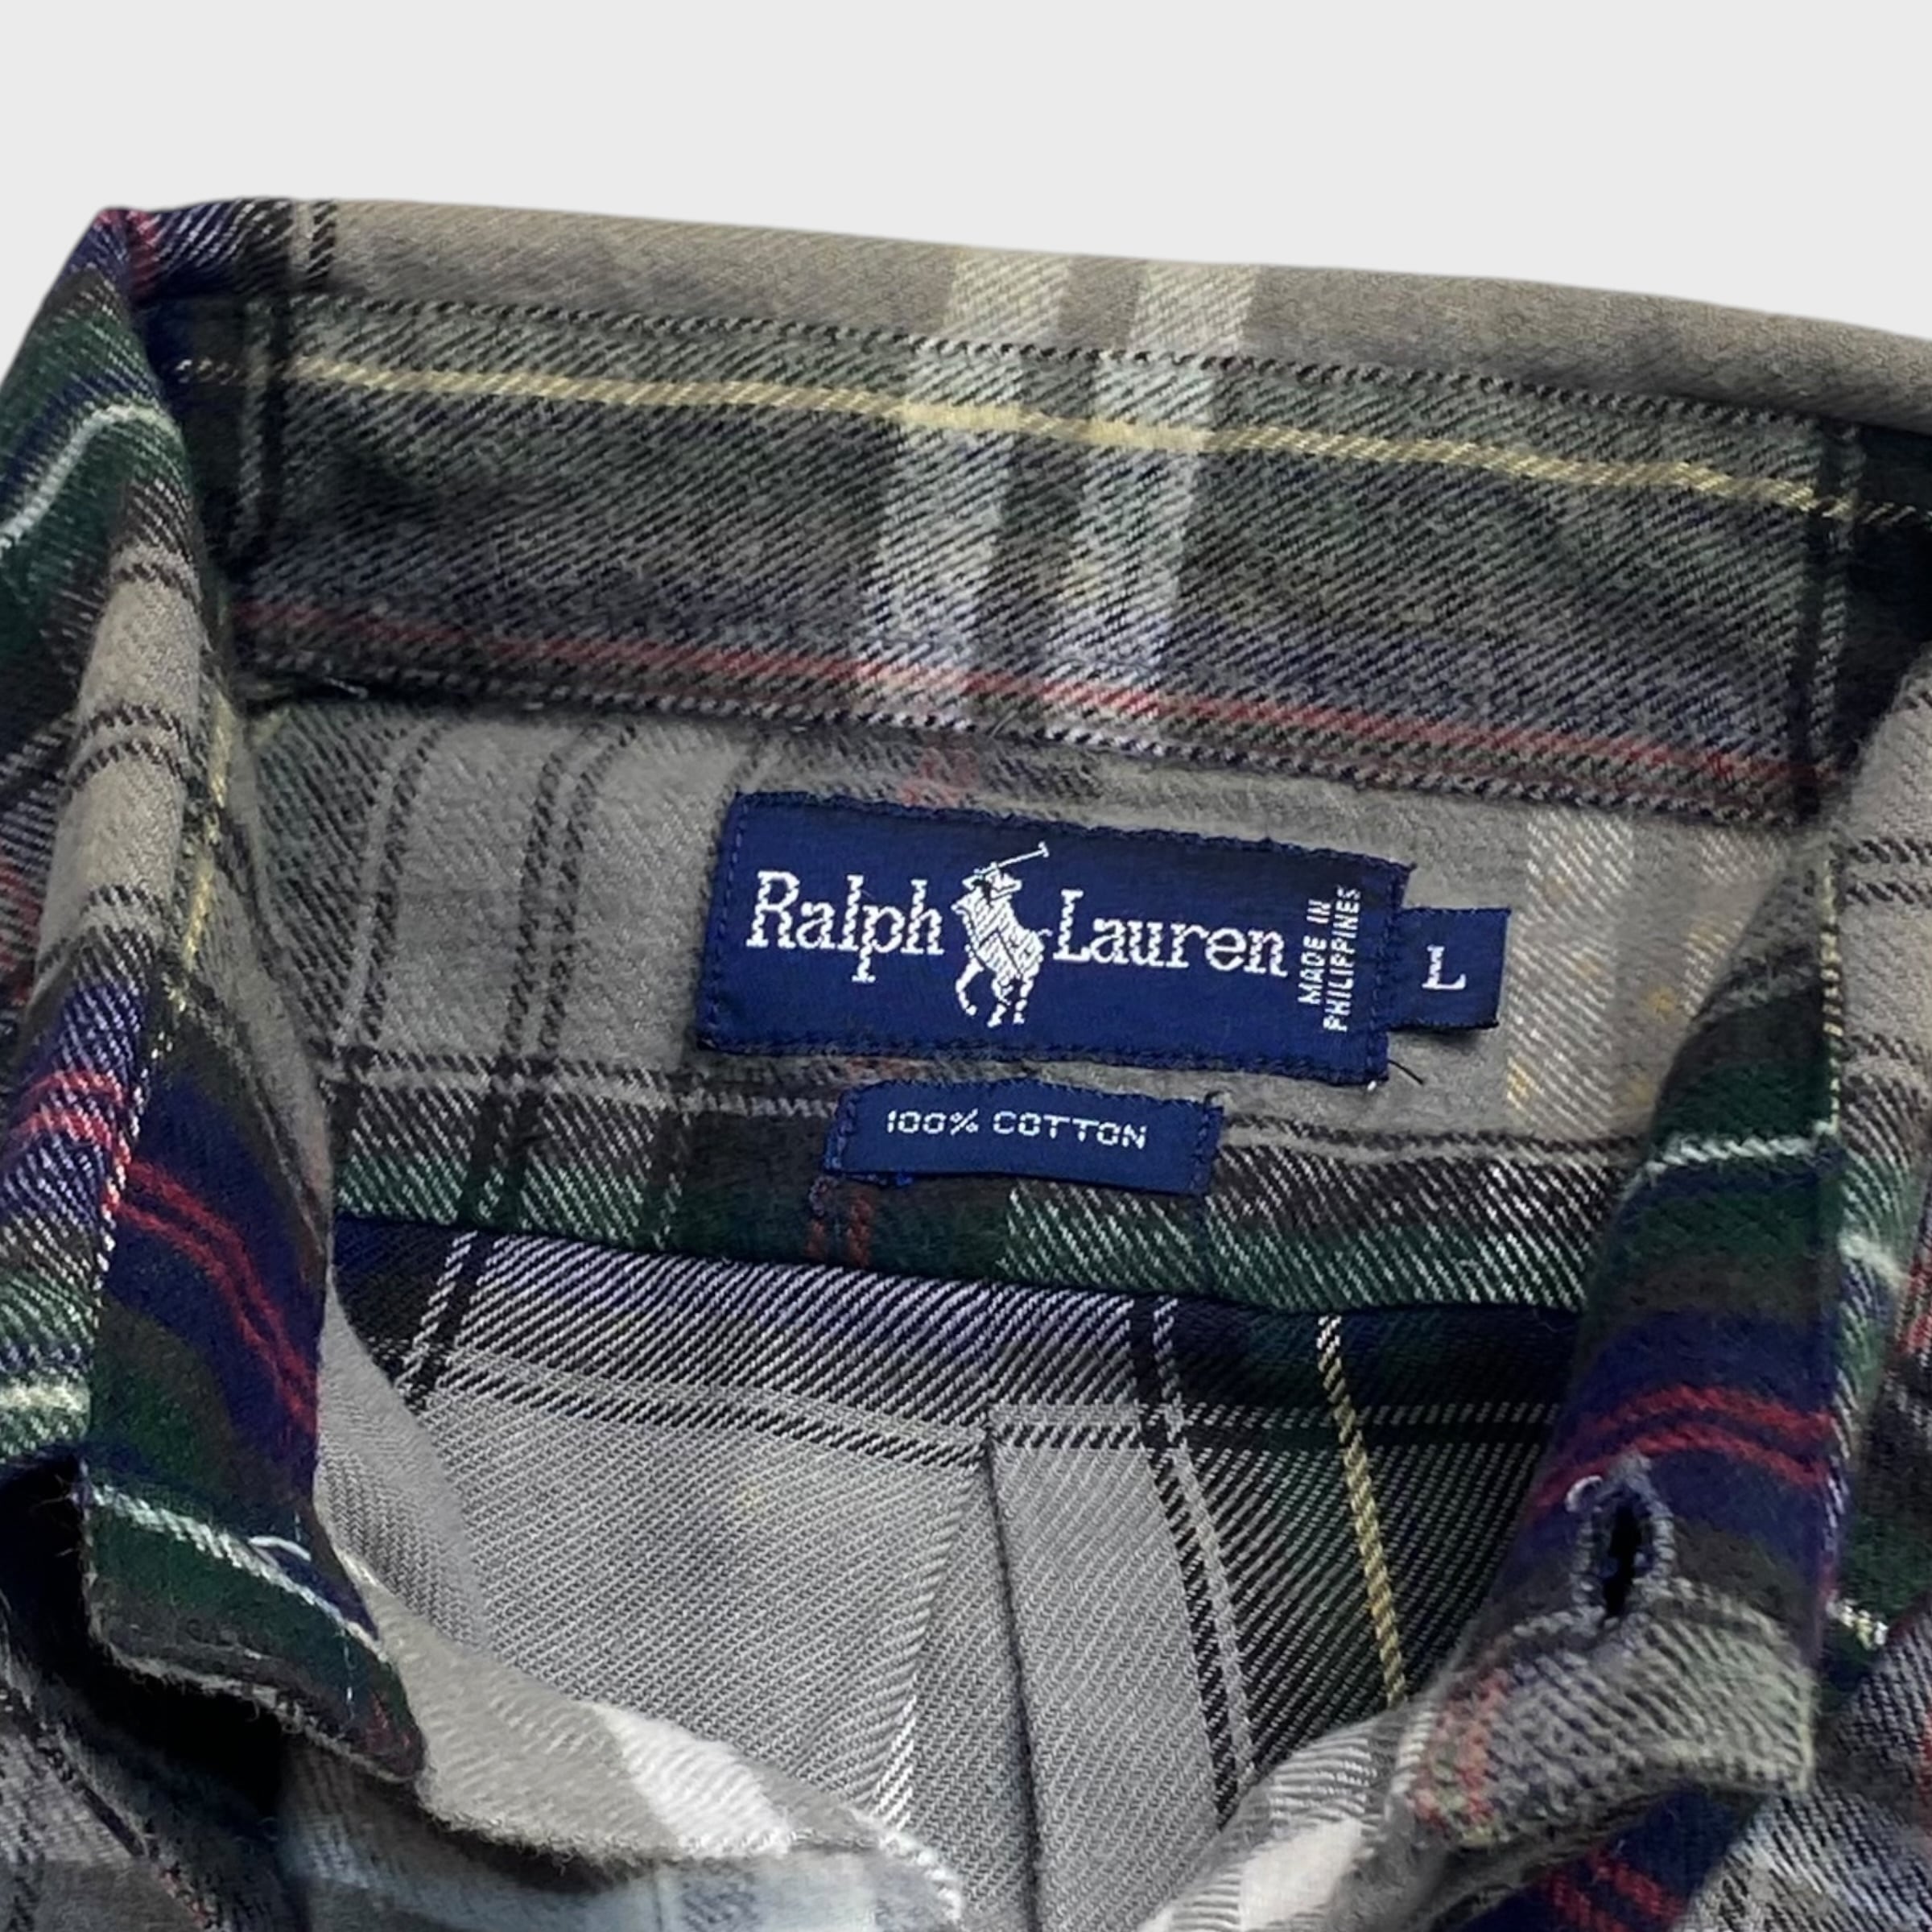 Ralph Lauren
MADE IN
PHILIPPINES
L
100% COTTON